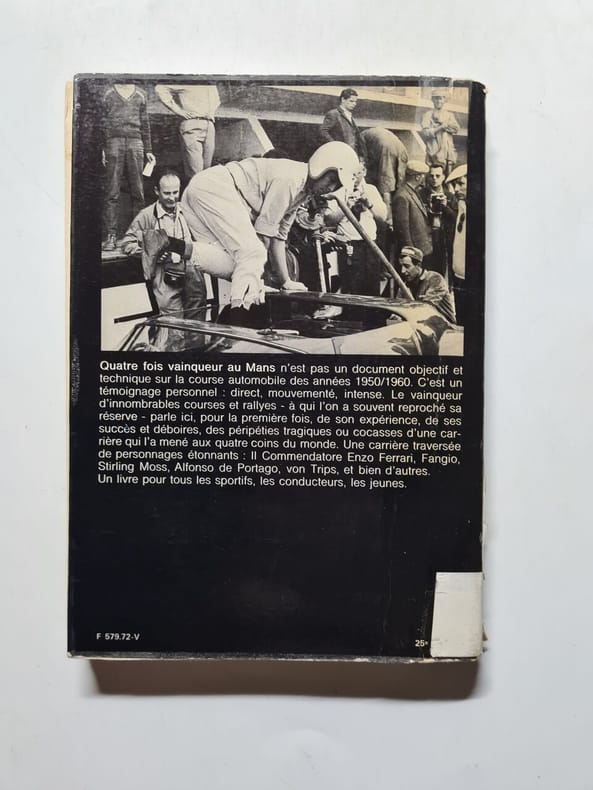 Quatre fois vainqueur au Mans n'est pas un document objectif et
technique sur la course automobile des années 1950/1960. C'est un
témoignage personnel : direct, mouvementé, intense. Le vainqueur
d'innombrables courses et rallyes - à qui l'on a souvent reproché sa
réserve - parle ici, pour la première fois, de son expérience, de ses
succès et déboires, des péripéties tragiques ou cocasses d'une car-
rière qui l'a mené aux quatre coins du monde. Une carrière traversée
de personnages étonnants : Il Commendatore Enzo Ferrari, Fangio,
Stirling Moss, Alfonso de Portago, von Trips, et bien d'autres.
Un livre pour tous les sportifs, les conducteurs, les jeunes.
F 579.72-V
25